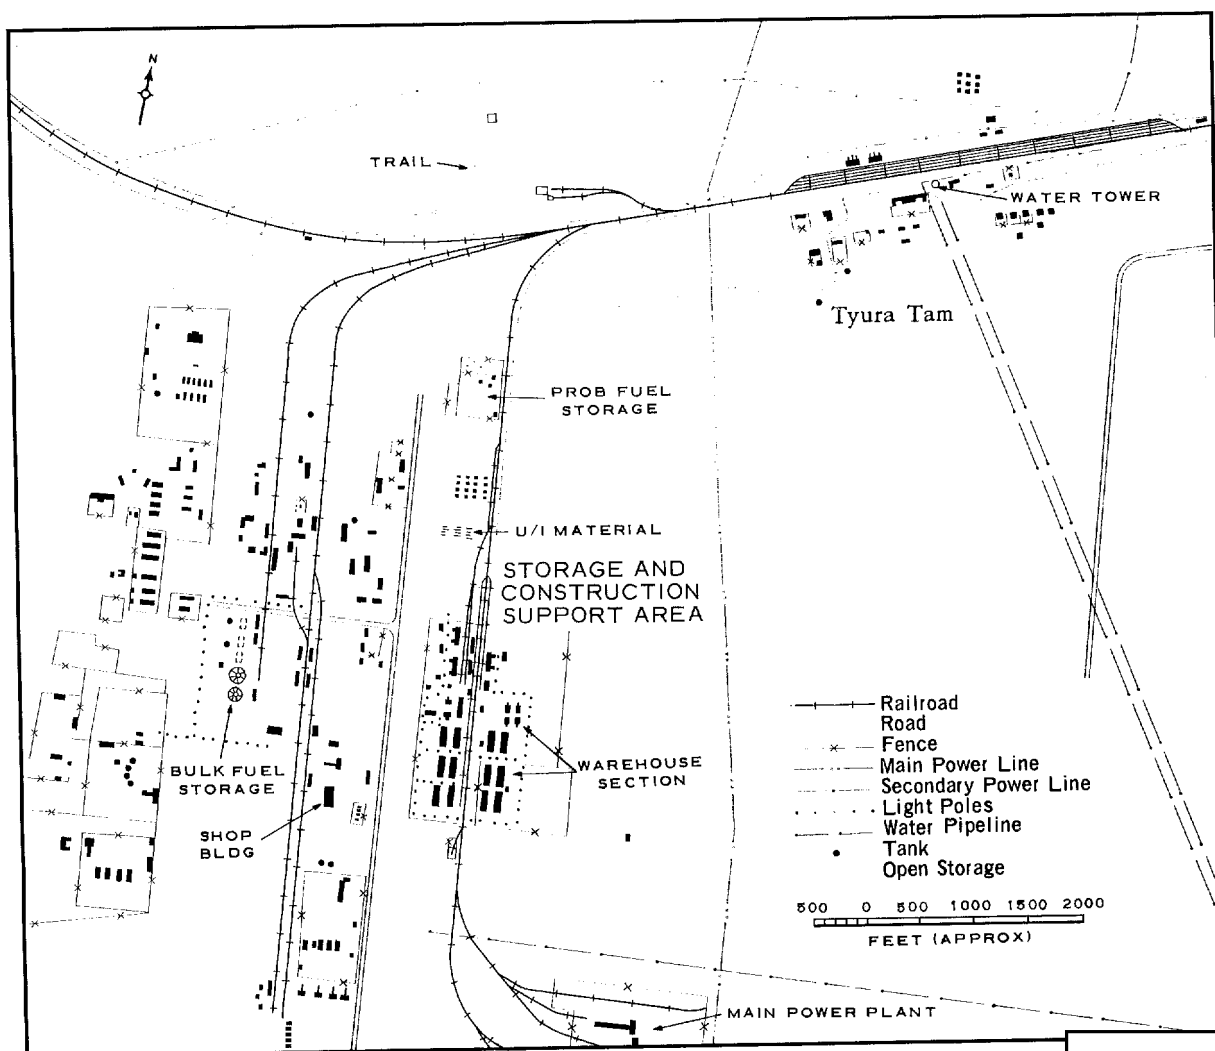 N
TRAIL
WATER TOWER
Tyura Tam
PROB FUEL
STORAGE
U/I MATERIAL
STORAGE AND
CONSTRUCTION
SUPPORT AREA
WAREHOUSE
SECTION
BULK FUEL
STORAGE
SHOP
BLDG
Railroad
Road
Fence
Main Power Line
Secondary Power Line
Light Poles
Water Pipeline
Tank
Open Storage
500 0 500 1000 1500 2000
FEET (APPROX)
MAIN POWER PLANT